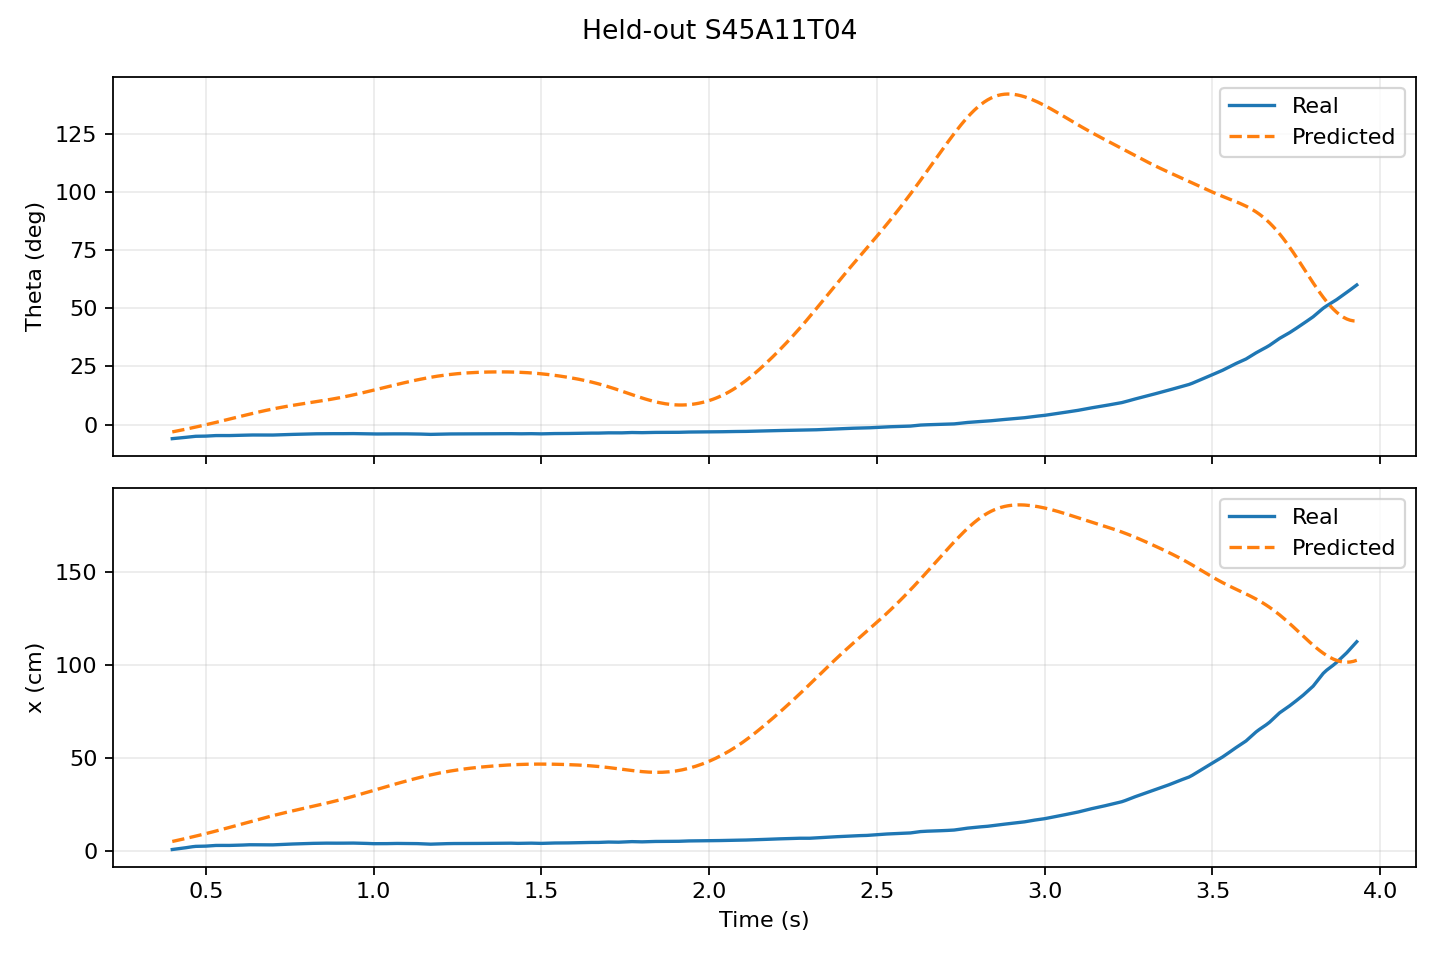 Held-out S45A11T04
Theta (deg)
125
100
75
50
25
0
Real
Predicted
x (cm)
150
100
50
0
Real
Predicted
0.5 1.0 1.5 2.0 2.5 3.0 3.5 4.0
Time (s)